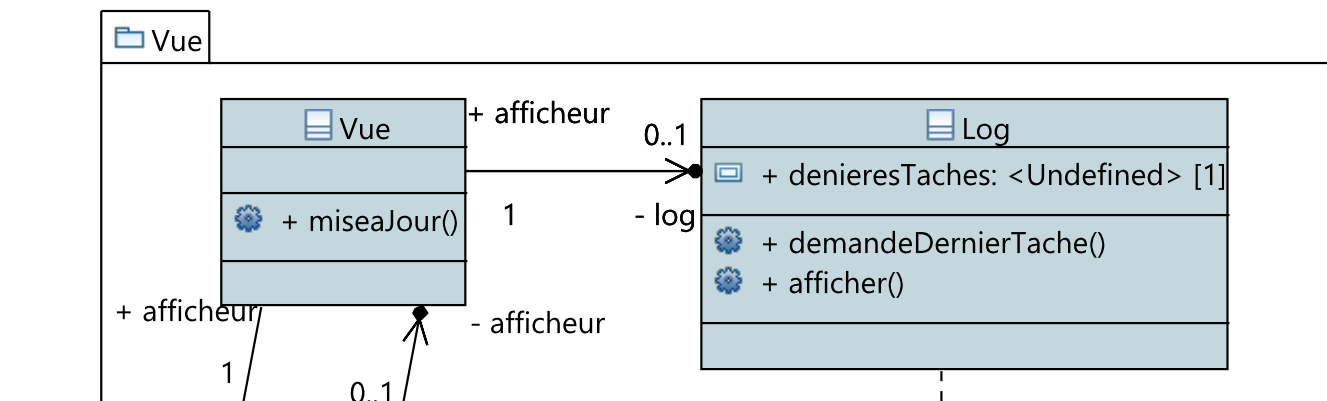 Vue
Vue
+ miseaJour()
+ afficheur
0..1
1
- log
Log
+ denieresTaches: <Undefined> [1]
+ demandeDernierTache()
+ afficher()
+ afficheur
- afficheur
1
0..1